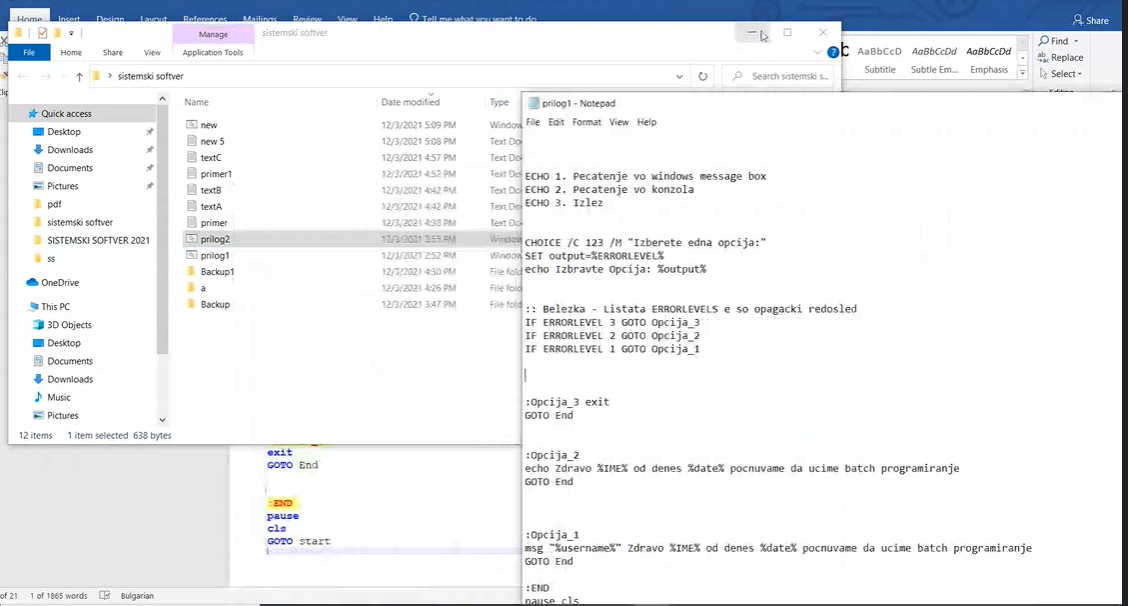 Home Insert Design Layout References Mailings Review View Help Tell me what you want to do
Share
Manage
sistemski softver
File Home Share View Application Tools
sistemski softver
Search sistemski s...
AaBbCcD AaBbCcDd AaBbCcDd
Subtitle Subtle Em... Emphasis
Find
Replace
Select
Name Date modified Type
Quick access
Desktop
Downloads
Documents
Pictures
pdf
sistemski softver
SISTEMSKI SOFTVER 2021
ss
OneDrive
This PC
3D Objects
Desktop
Documents
Downloads
Music
Pictures
new 12/3/2021 5:09 PM Window
new 5 12/3/2021 5:08 PM Text Do
textC 12/3/2021 4:57 PM Text Do
primer1 12/3/2021 4:52 PM Text Do
textB 12/3/2021 4:42 PM Text Do
textA 12/3/2021 4:42 PM Text Do
primer 12/3/2021 4:38 PM Text Do
prilog2 12/3/2021 3:55 PM Window
prilog1 12/3/2021 2:52 PM Window
Backup1 12/3/2021 4:30 PM File fold
a 12/3/2021 4:26 PM File fold
Backup 12/3/2021 3:47 PM File fold
12 items 1 item selected 638 bytes
prilog1 - Notepad
File Edit Format View Help
ECHO 1. Pecatenje vo windows message box
ECHO 2. Pecatenje vo konzola
ECHO 3. Izlez
CHOICE /C 123 /M "Izberete edna opcija:"
SET output=%ERRORLEVEL%
echo Izbravte Opcija: %output%
:: Belezka - Listata ERRORLEVELS e so opagacki redosled
IF ERRORLEVEL 3 GOTO Opcija_3
IF ERRORLEVEL 2 GOTO Opcija_2
IF ERRORLEVEL 1 GOTO Opcija_1
:Opcija_3 exit
GOTO End
:Opcija_2
echo Zdravo %IME% od denes %date% pocnuvame da ucime batch programiranje
GOTO End
:Opcija_1
msg "%username%" Zdravo %IME% od denes %date% pocnuvame da ucime batch programiranje
GOTO End
:END
pause cls
exit
GOTO End
:END
pause
cls
GOTO start
of 21 1 of 1865 words Bulgarian